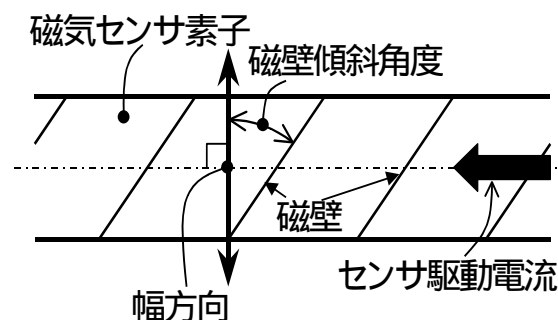 磁気センサ素子
磁壁傾斜角度
磁壁
センサ駆動電流
幅方向